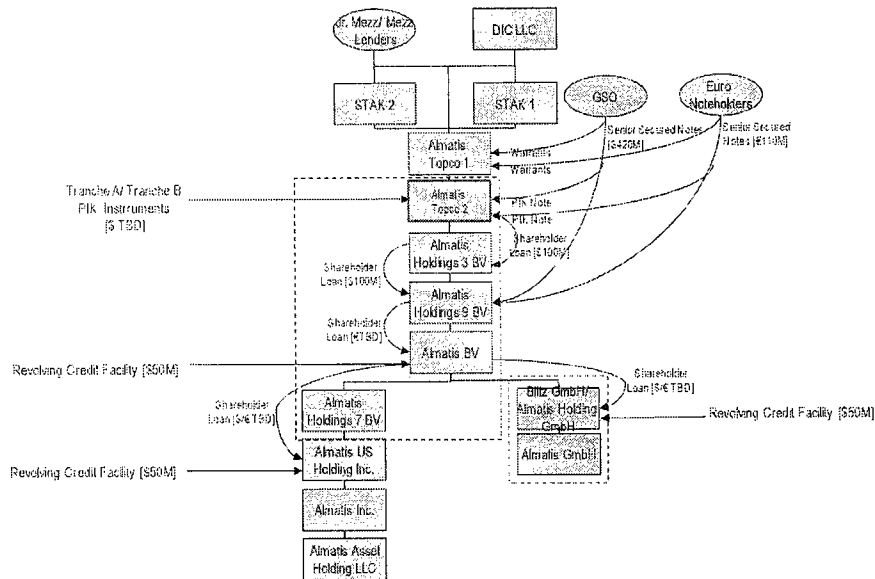 Jr. Mezz/ Mezz
Lenders
DIC LLC
STAK 2
STAK 1
GSO
Euro
Noteholders
Senior Secured Notes
[$420M]
Senior Secured
Notes [€110M]
Almatis
Topco 1
Warrants
Warrants
Tranche A/ Tranche B
PIK Instruments
[$ TBD]
Almatis
Topco 2
PIK Note
PIK Note
Shareholder
Loan [$100M]
Almatis
Holdings 3 BV
Shareholder
Loan [$100M]
Almatis
Holdings 9 BV
Shareholder
Loan [€TBD]
Almatis BV
Revolving Credit Facility [$50M]
Shareholder
Loan [$/€ TBD]
Shareholder
Loan [$/€ TBD]
Almatis
Holdings 7 BV
Blitz GmbH/
Almatis Holding
GmbH
Revolving Credit Facility [$50M]
Almatis GmbH
Almatis US
Holding Inc.
Revolving Credit Facility [$50M]
Almatis Inc.
Almatis Asset
Holding LLC